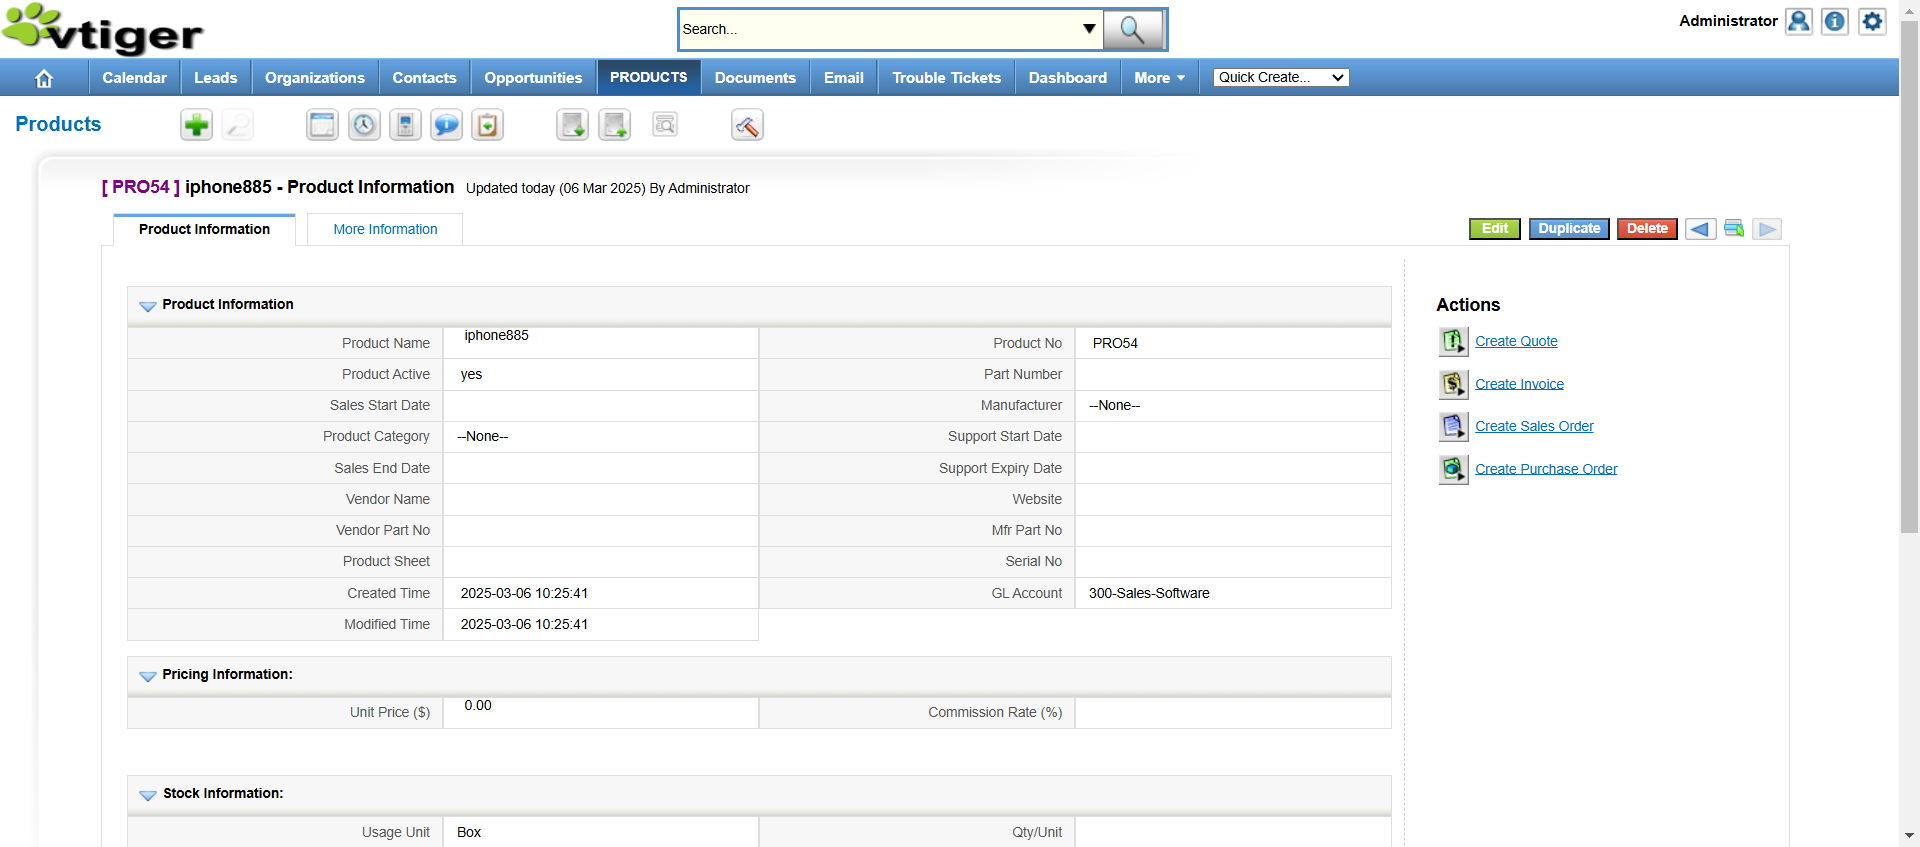 vtiger
Search...
Administrator
Calendar Leads Organizations Contacts Opportunities PRODUCTS Documents Email Trouble Tickets Dashboard More Quick Create...
Products
[ PRO54 ] iphone885 - Product Information Updated today (06 Mar 2025) By Administrator
Product Information More Information Edit Duplicate Delete
Product Information
Product Name iphone885 Product No PRO54
Product Active yes Part Number
Sales Start Date Manufacturer --None--
Product Category --None-- Support Start Date
Sales End Date Support Expiry Date
Vendor Name Website
Vendor Part No Mfr Part No
Product Sheet Serial No
Created Time 2025-03-06 10:25:41 GL Account 300-Sales-Software
Modified Time 2025-03-06 10:25:41
Pricing Information:
Unit Price ($) 0.00 Commission Rate (%)
Stock Information:
Usage Unit Box Qty/Unit
Actions
Create Quote
Create Invoice
Create Sales Order
Create Purchase Order